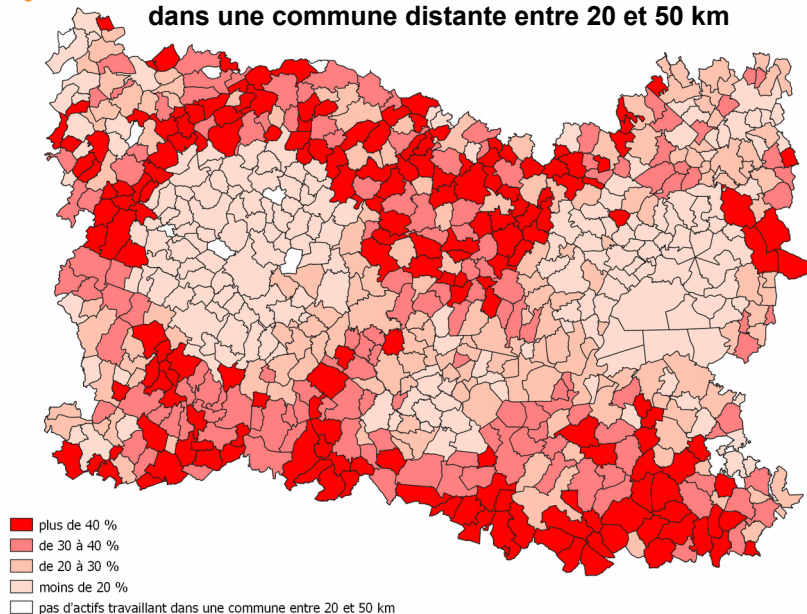 dans une commune distante entre 20 et 50 km
plus de 40 %
de 30 à 40 %
de 20 à 30 %
moins de 20 %
pas d'actifs travaillant dans une commune entre 20 et 50 km